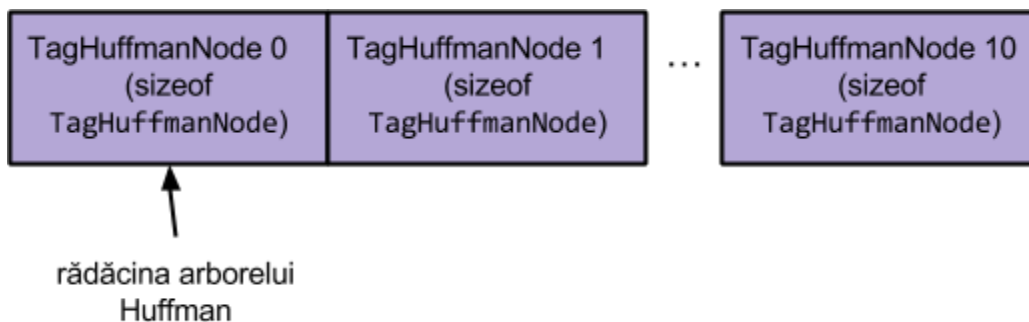 TagHuffmanNode 0
(sizeof
TagHuffmanNode)
TagHuffmanNode 1
(sizeof
TagHuffmanNode)
...
TagHuffmanNode 10
(sizeof
TagHuffmanNode)
rădăcina arborelui
Huffman